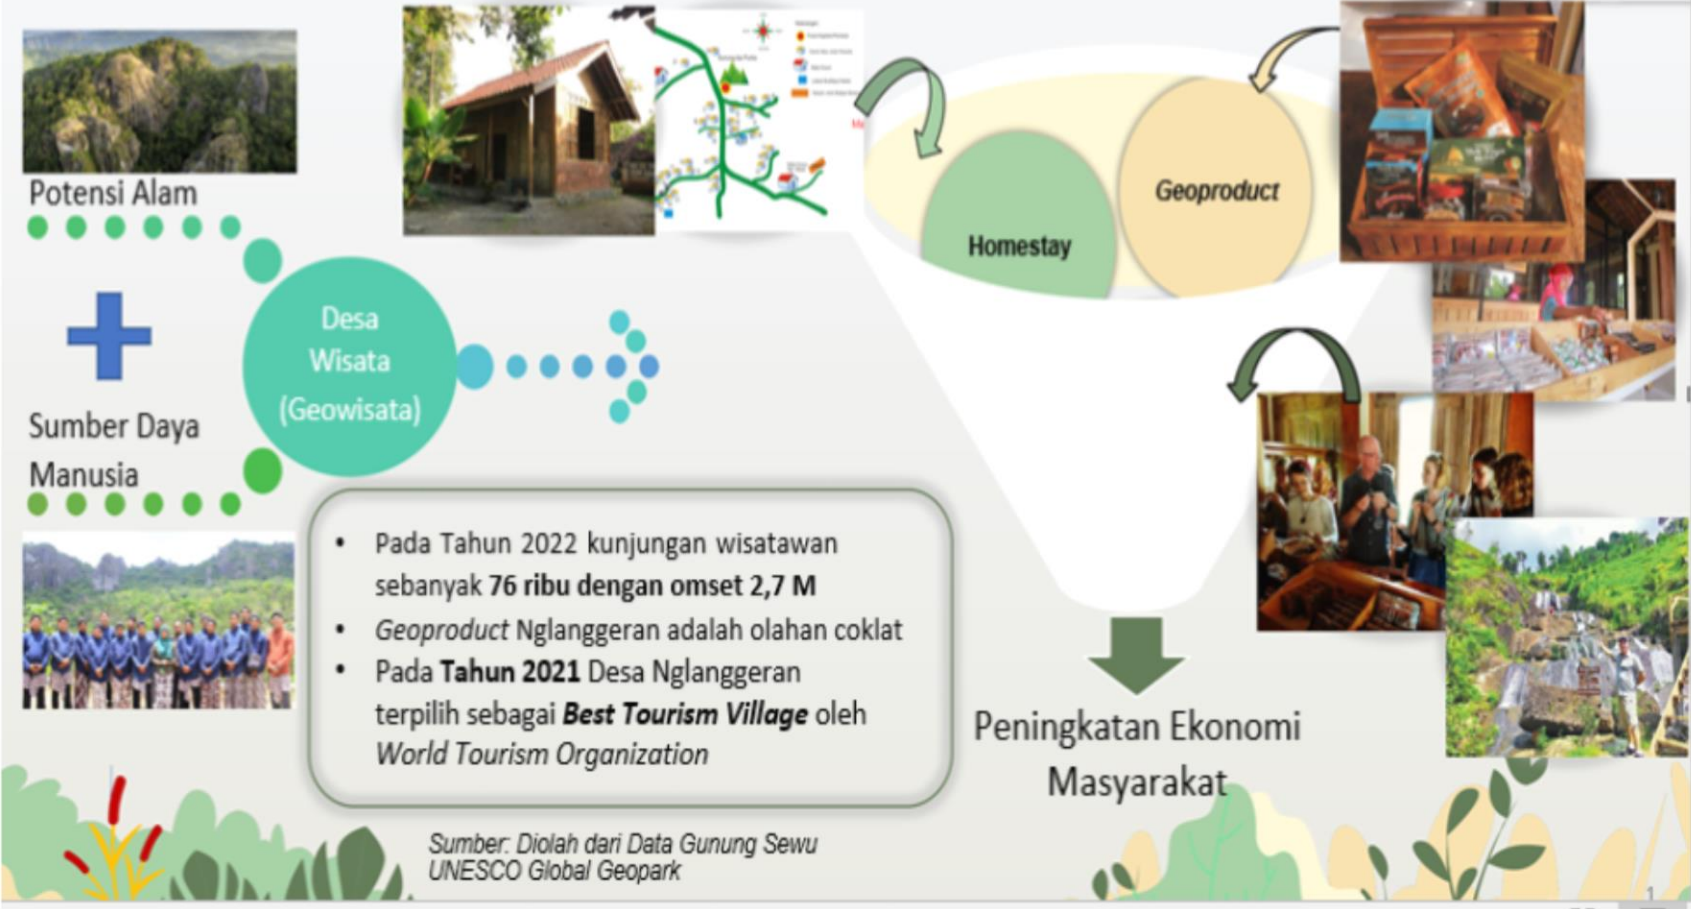 Potensi Alam
Sumber Daya
Manusia
Desa
Wisata
(Geowisata)
Homestay
Geoproduct
• Pada Tahun 2022 kunjungan wisatawan
sebanyak 76 ribu dengan omset 2,7 M
• Geoproduct Nglanggeran adalah olahan coklat
• Pada Tahun 2021 Desa Nglanggeran
terpilih sebagai Best Tourism Village oleh
World Tourism Organization
Peningkatan Ekonomi
Masyarakat
Sumber: Diolah dari Data Gunung Sewu
UNESCO Global Geopark
1